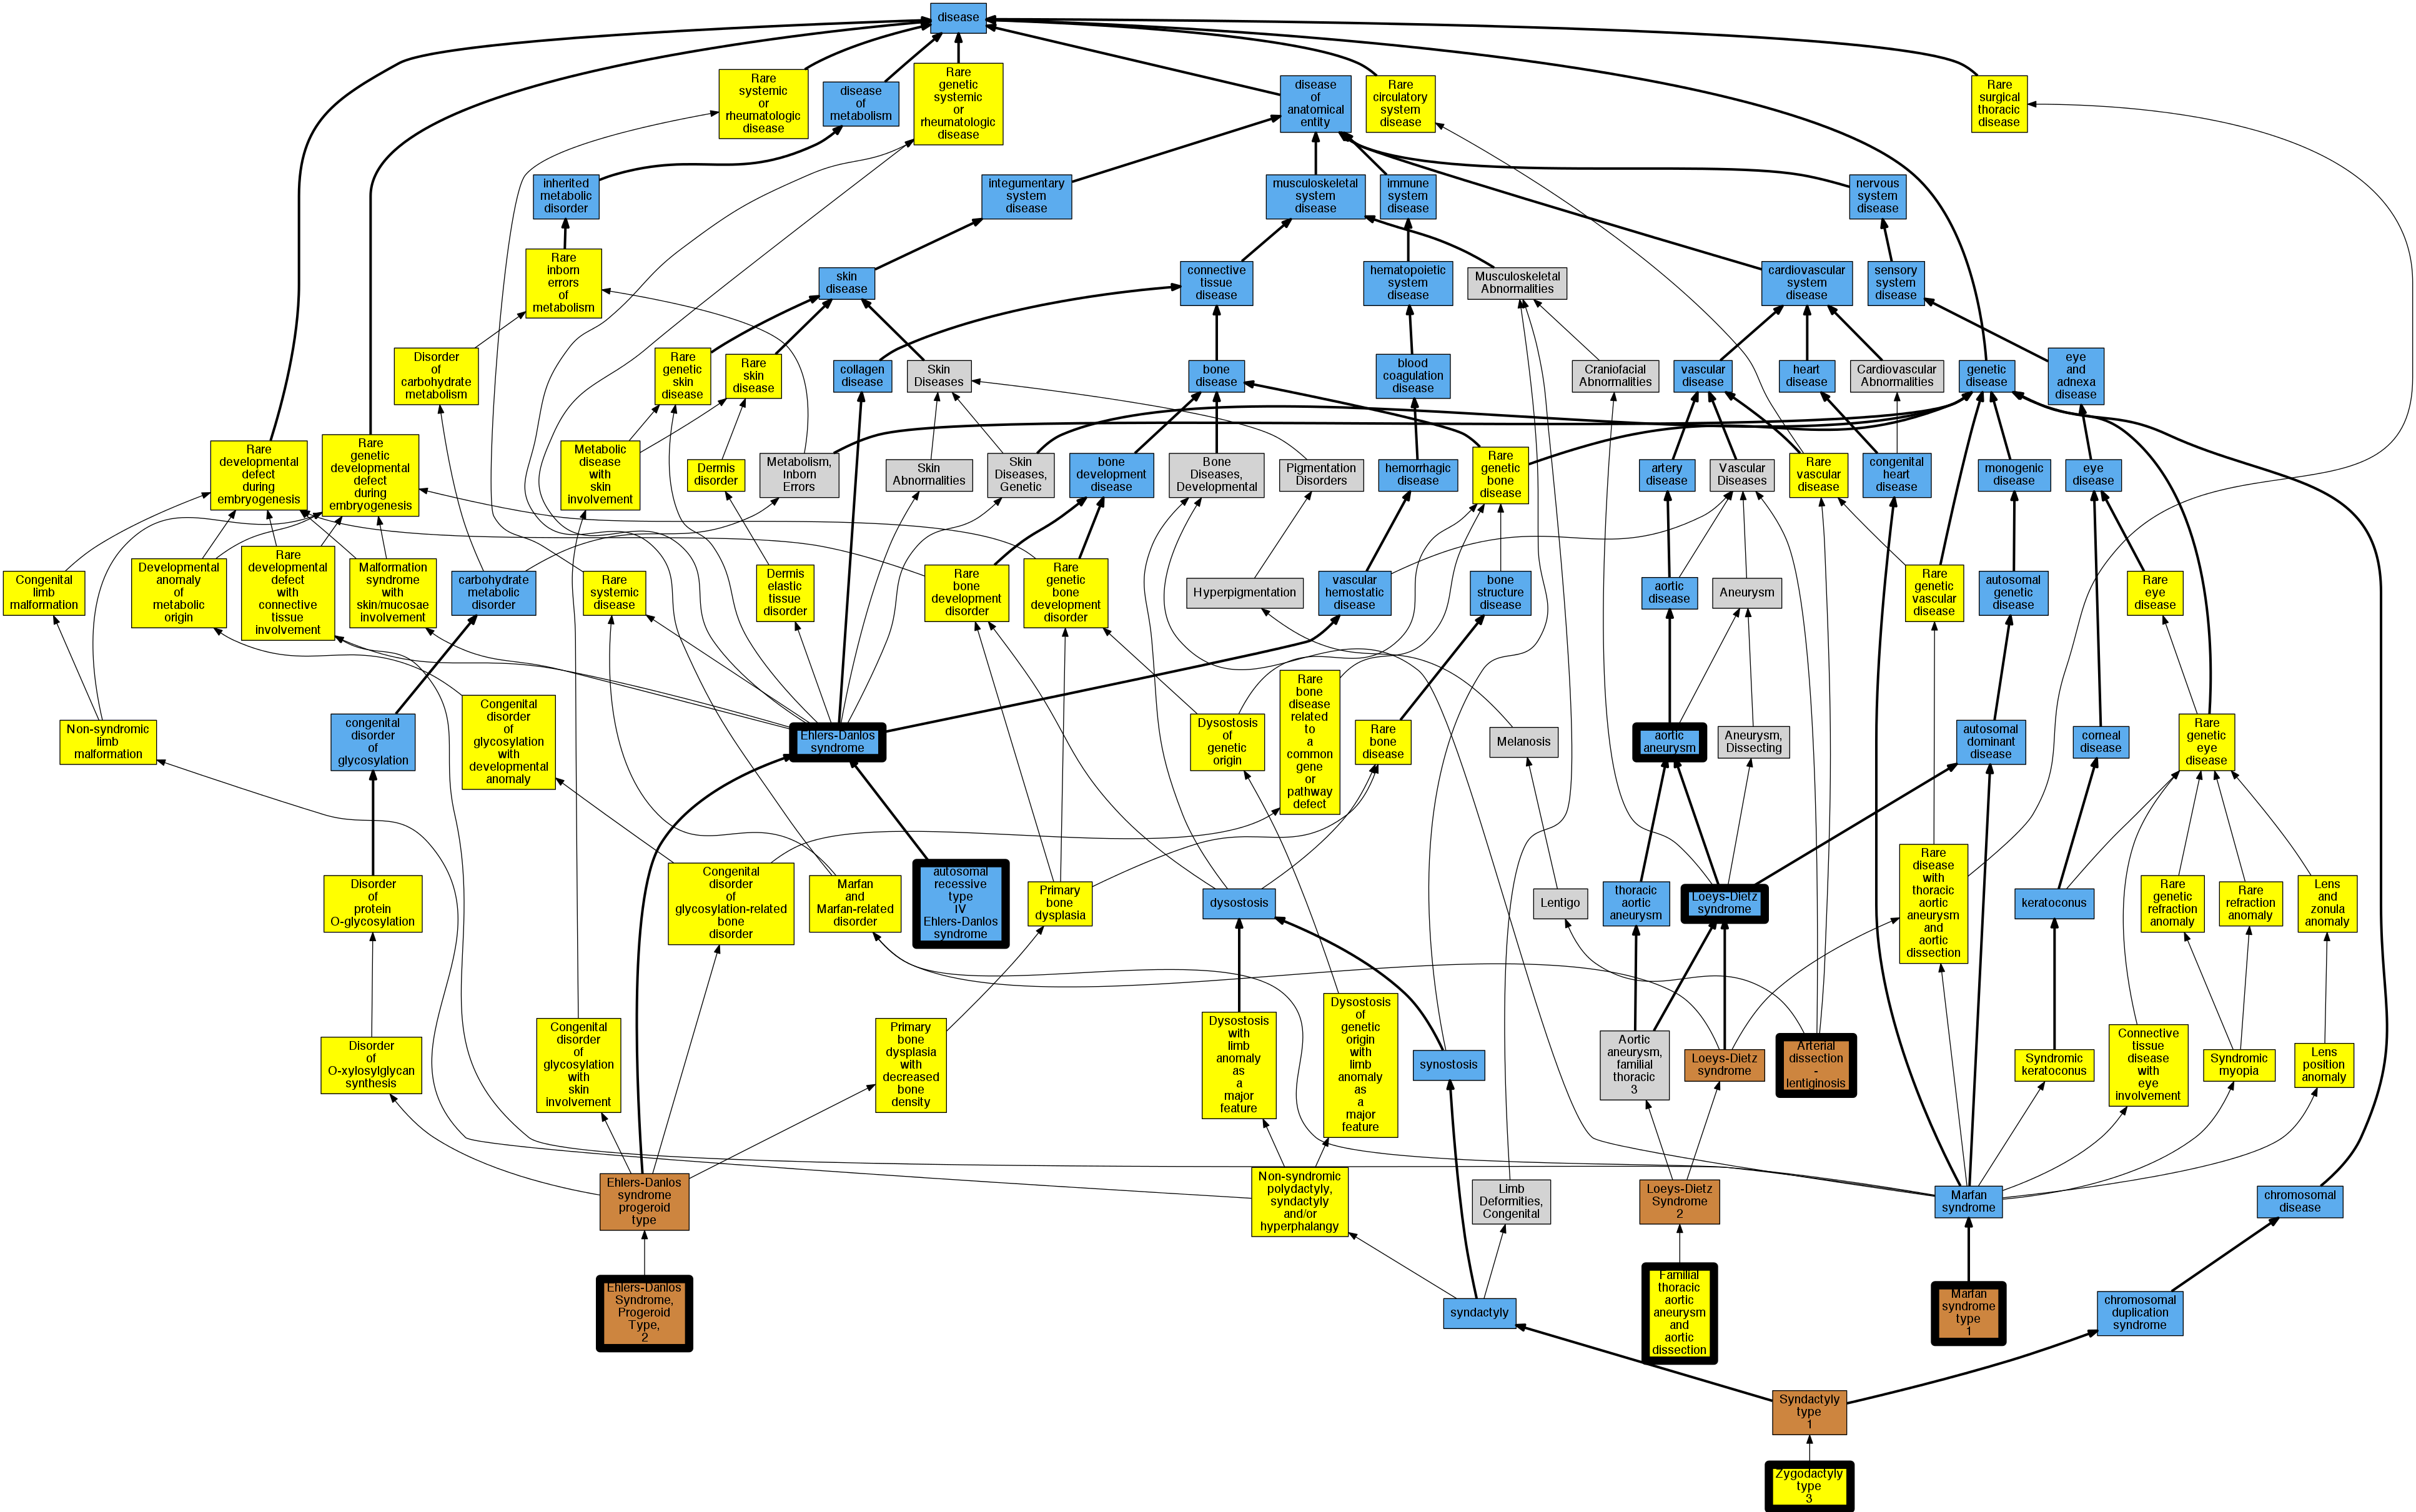 disease
Rare
systemic
or
rheumatologic
disease
disease
of
metabolism
Rare
genetic
systemic
or
rheumatologic
disease
disease
of
anatomical
entity
Rare
circulatory
system
disease
Rare
surgical
thoracic
disease
inherited
metabolic
disorder
integumentary
system
disease
musculoskeletal
system
disease
immune
system
disease
nervous
system
disease
Rare
inborn
errors
of
metabolism
skin
disease
connective
tissue
disease
hematopoietic
system
disease
Musculoskeletal
Abnormalities
cardiovascular
system
disease
sensory
system
disease
Disorder
of
carbohydrate
metabolism
Rare
genetic
skin
disease
Rare
skin
disease
collagen
disease
Skin
Diseases
bone
disease
blood
coagulation
disease
Craniofacial
Abnormalities
vascular
disease
heart
disease
Cardiovascular
Abnormalities
genetic
disease
eye
and
adnexa
disease
Rare
developmental
defect
during
embryogenesis
Rare
genetic
developmental
defect
during
embryogenesis
Metabolic
disease
with
skin
involvement
Dermis
disorder
Metabolism,
Inborn
Errors
Skin
Abnormalities
Skin
Diseases,
Genetic
bone
development
disease
Bone
Diseases,
Developmental
Pigmentation
Disorders
hemorrhagic
disease
Rare
genetic
bone
disease
artery
disease
Vascular
Diseases
Rare
vascular
disease
congenital
heart
disease
monogenic
disease
eye
disease
Congenital
limb
malformation
Developmental
anomaly
of
metabolic
origin
Rare
developmental
defect
with
connective
tissue
involvement
Malformation
syndrome
with
skin/mucosae
involvement
carbohydrate
metabolic
disorder
Rare
systemic
disease
Dermis
elastic
tissue
disorder
Rare
bone
development
disorder
Rare
genetic
bone
development
disorder
Hyperpigmentation
vascular
hemostatic
disease
bone
structure
disease
aortic
disease
Aneurysm
Rare
genetic
vascular
disease
autosomal
genetic
disease
Rare
eye
disease
Non-syndromic
limb
malformation
congenital
disorder
of
glycosylation
Congenital
disorder
of
glycosylation
with
developmental
anomaly
Ehlers-Danlos
syndrome
Dysostosis
of
genetic
origin
Rare
bone
disease
related
to
a
common
gene
or
pathway
defect
Rare
bone
disease
Melanosis
aortic
aneurysm
Aneurysm,
Dissecting
autosomal
dominant
disease
corneal
disease
Rare
genetic
eye
disease
Disorder
of
protein
O-glycosylation
Congenital
disorder
of
glycosylation-related
bone
disorder
Marfan
and
Marfan-related
disorder
autosomal
recessive
type
IV
Ehlers-Danlos
syndrome
Primary
bone
dysplasia
dysostosis
Lentigo
thoracic
aortic
aneurysm
Loeys-Dietz
syndrome
Rare
disease
with
thoracic
aortic
aneurysm
and
aortic
dissection
keratoconus
Rare
genetic
refraction
anomaly
Rare
refraction
anomaly
Lens
and
zonula
anomaly
Disorder
of
O-xylosylglycan
synthesis
Congenital
disorder
of
glycosylation
with
skin
involvement
Primary
bone
dysplasia
with
decreased
bone
density
Dysostosis
with
limb
anomaly
as
a
major
feature
Dysostosis
of
genetic
origin
with
limb
anomaly
as
a
major
feature
synostosis
Aortic
aneurysm,
familial
thoracic
3
Loeys-Dietz
syndrome
Arterial
dissection
-
lentiginosis
Syndromic
keratoconus
Connective
tissue
disease
with
eye
involvement
Syndromic
myopia
Lens
position
anomaly
Ehlers-Danlos
syndrome
progeroid
type
Non-syndromic
polydactyly,
syndactyly
and/or
hyperphalangy
Limb
Deformities,
Congenital
Loeys-Dietz
Syndrome
2
Marfan
syndrome
chromosomal
disease
Ehlers-Danlos
Syndrome,
Progeroid
Type,
2
syndactyly
Familial
thoracic
aortic
aneurysm
and
aortic
dissection
Marfan
syndrome
type
1
chromosomal
duplication
syndrome
Syndactyly
type
1
Zygodactyly
type
3